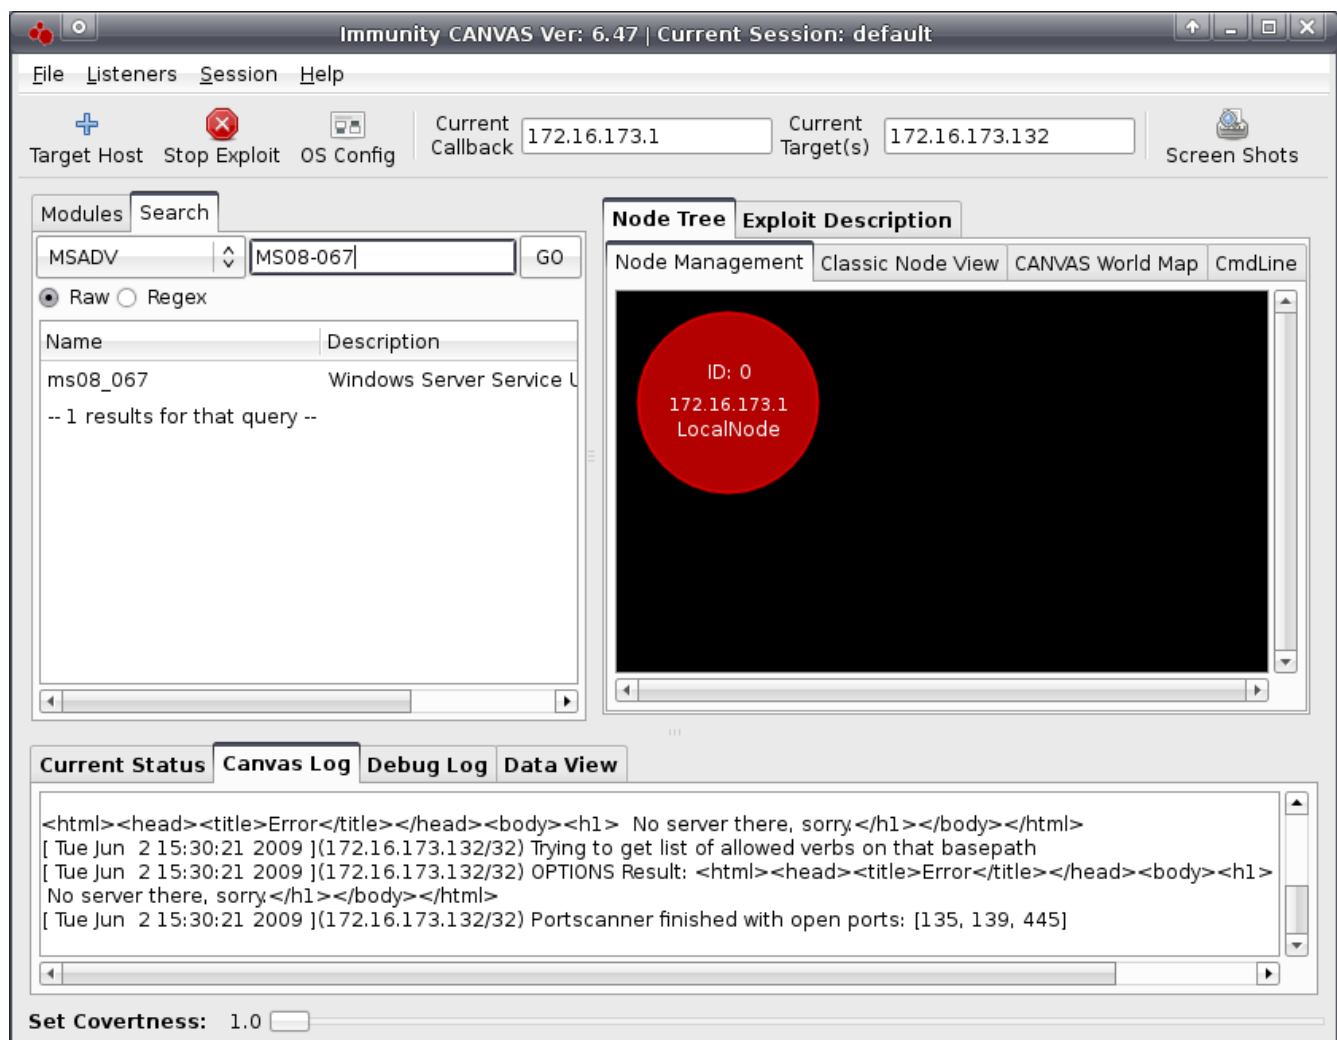 Immunity CANVAS Ver: 6.47 | Current Session: default
File Listeners Session Help
Target Host Stop Exploit OS Config Current Callback 172.16.173.1 Current Target(s) 172.16.173.132 Screen Shots
Modules Search
MSADV MS08-067 GO
Raw Regex
Name Description
ms08_067 Windows Server Service U
-- 1 results for that query --
Node Tree Exploit Description
Node Management Classic Node View CANVAS World Map CmdLine
ID: 0
172.16.173.1
LocalNode
Current Status Canvas Log Debug Log Data View
<html><head><title>Error</title></head><body><h1> No server there, sorry.</h1></body></html>
[ Tue Jun 2 15:30:21 2009 ](172.16.173.132/32) Trying to get list of allowed verbs on that basepath
[ Tue Jun 2 15:30:21 2009 ](172.16.173.132/32) OPTIONS Result: <html><head><title>Error</title></head><body><h1>
No server there, sorry.</h1></body></html>
[ Tue Jun 2 15:30:21 2009 ](172.16.173.132/32) Portscanner finished with open ports: [135, 139, 445]
Set Covertness: 1.0